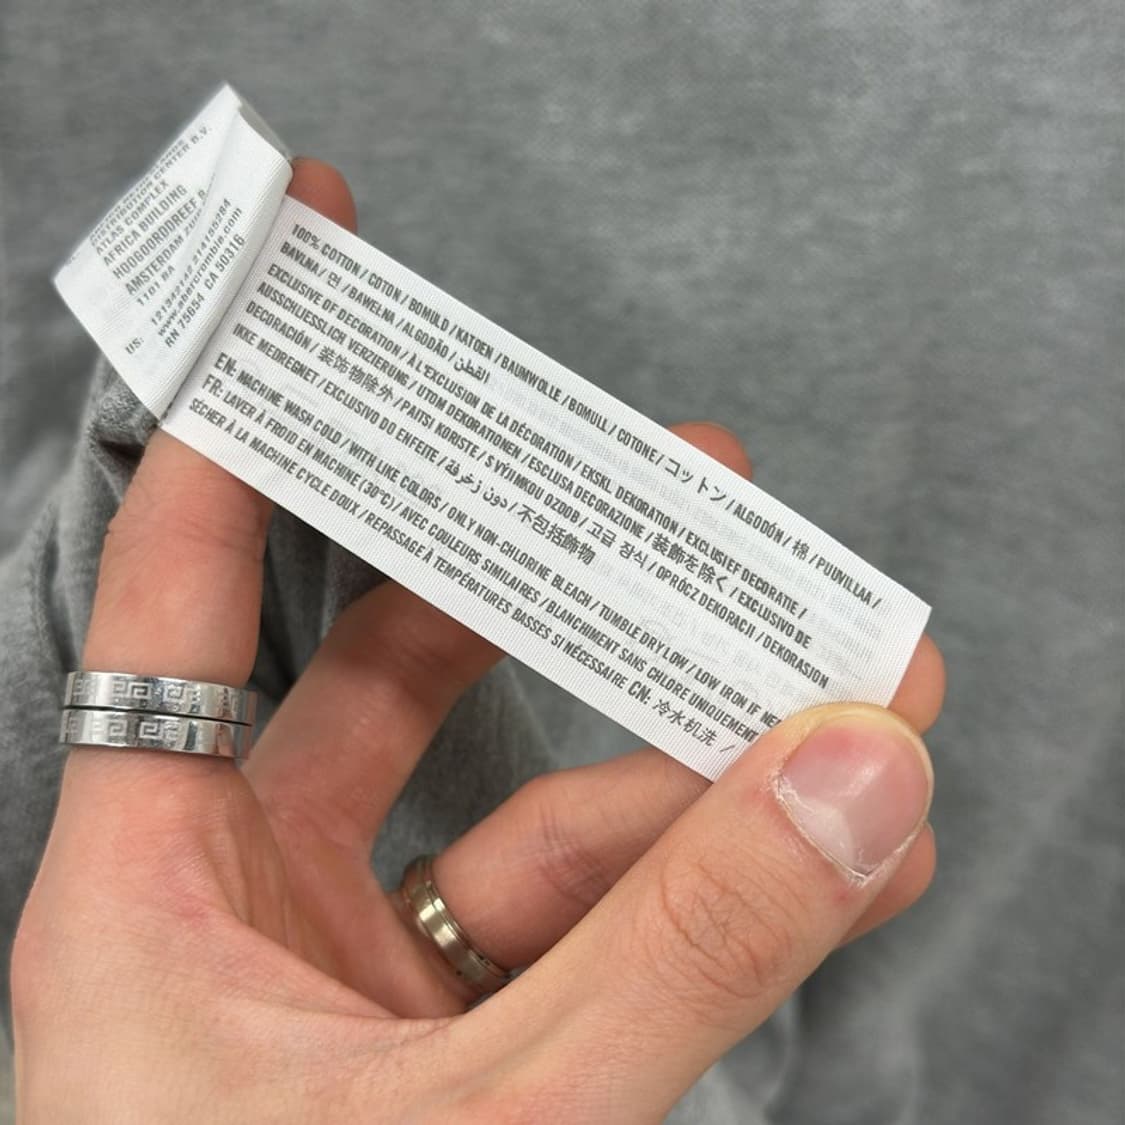 DISTRIBUTION CENTER B.V.
ATLAS COMPLEX
AFRICA BUILDING
HOOGOORDDREEF
AMSTERDAM
1101 BA
US:
www.abercrombie.com
RN 75654 CA 50316
100% COTTON / COTON / BOMULD / KATOEN / BAUMWOLLE / BOMULL / COTONE / コットン / ALGODÓN / 棉 / PUUVILLAA /
BAVLNA / 면 / BAWEŁNA / ALGODÃO / القطن
EXCLUSIVE OF DECORATION / À L'EXCLUSION DE LA DÉCORATION / EKSKL. DEKORATION / EXCLUSIEF DECORATIE /
AUSSCHLIESSLICH VERZIERUNG / UTOM DEKORATIONEN / ESCLUSA DECORAZIONE / 装飾を除く / EXCLUSIVO DE
DECORACIÓN / 装饰物除外 / PAITSI KORISTE / S VÝJIMKOU OZDOB / 고급 장식 / OPRÓCZ DEKORACJI / DEKORASJON
IKKE MEDREGNET / EXCLUSIVO DO ENFEITE / دون زخرفة / 不包括飾物
EN: MACHINE WASH COLD / WITH LIKE COLORS / ONLY NON-CHLORINE BLEACH / TUMBLE DRY LOW / LOW IRON IF
FR: LAVER À FROID EN MACHINE (30°C) / AVEC COULEURS SIMILAIRES / BLANCHIMENT SANS CHLORE UNIQUEMENT
SÉCHER À LA MACHINE CYCLE DOUX / REPASSAGE À TEMPÉRATURES BASSES SI NÉCESSAIRE CN: 冷水机洗 /